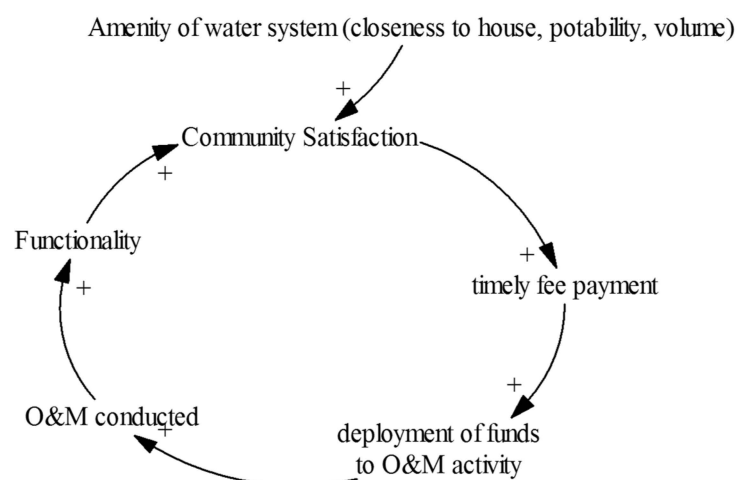 Amenity of water system (closeness to house, potability, volume)
+
Community Satisfaction
+
Functionality
+
timely fee payment
+
+
O&M conducted
+
deployment of funds
to O&M activity